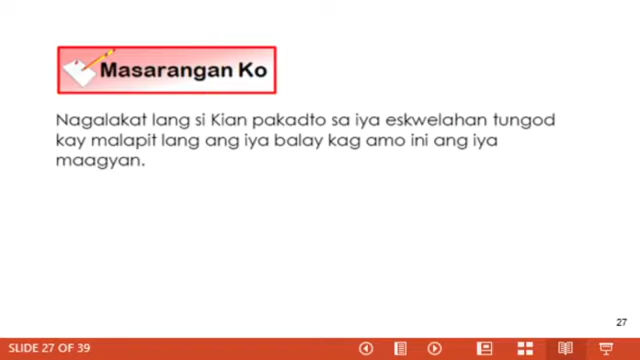 Masarangan Ko
Nagalakat lang si Kian pakadto sa iya eskwelahan tungod
kay malapit lang ang iya balay kag amo ini ang iya
maagyan.
27
SLIDE 27 OF 39